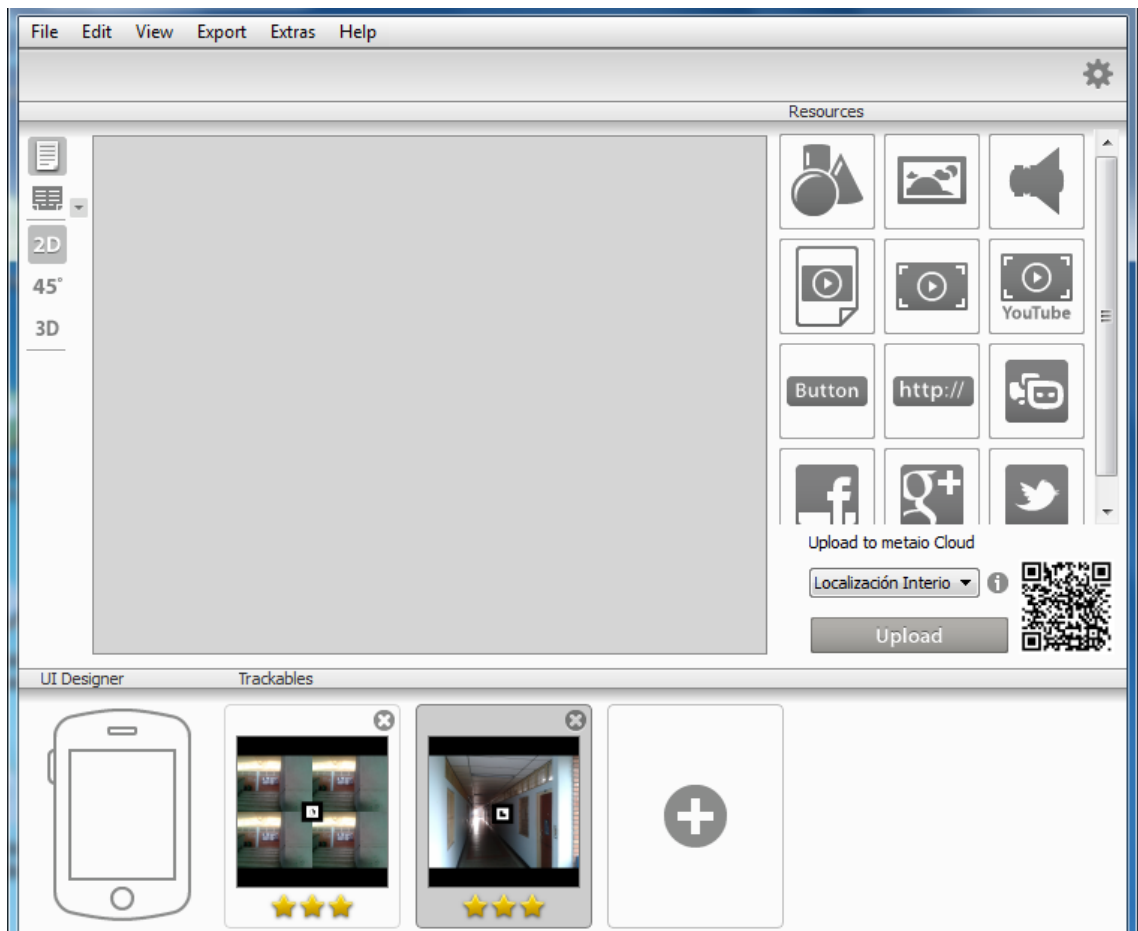 File Edit View Export Extras Help
Resources
2D
45°
3D
YouTube
Button http://
f g+
Upload to metaio Cloud
Localización Interio
i
Upload
UI Designer Trackables